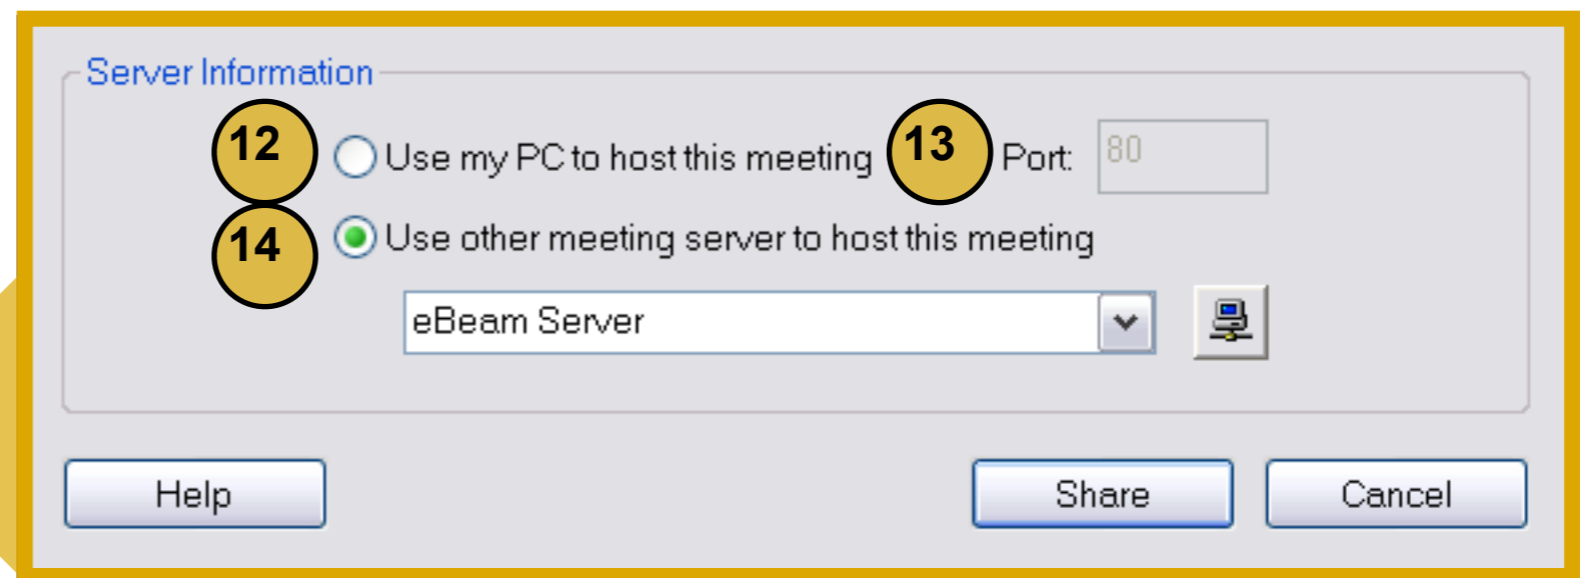 Server Information
12 Use my PC to host this meeting 13 Port: 80
14 Use other meeting server to host this meeting
eBeam Server
Help Share Cancel